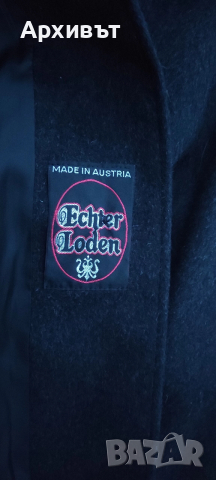 Архивът
MADE IN AUSTRIA
Echter
Loden
BAZAR